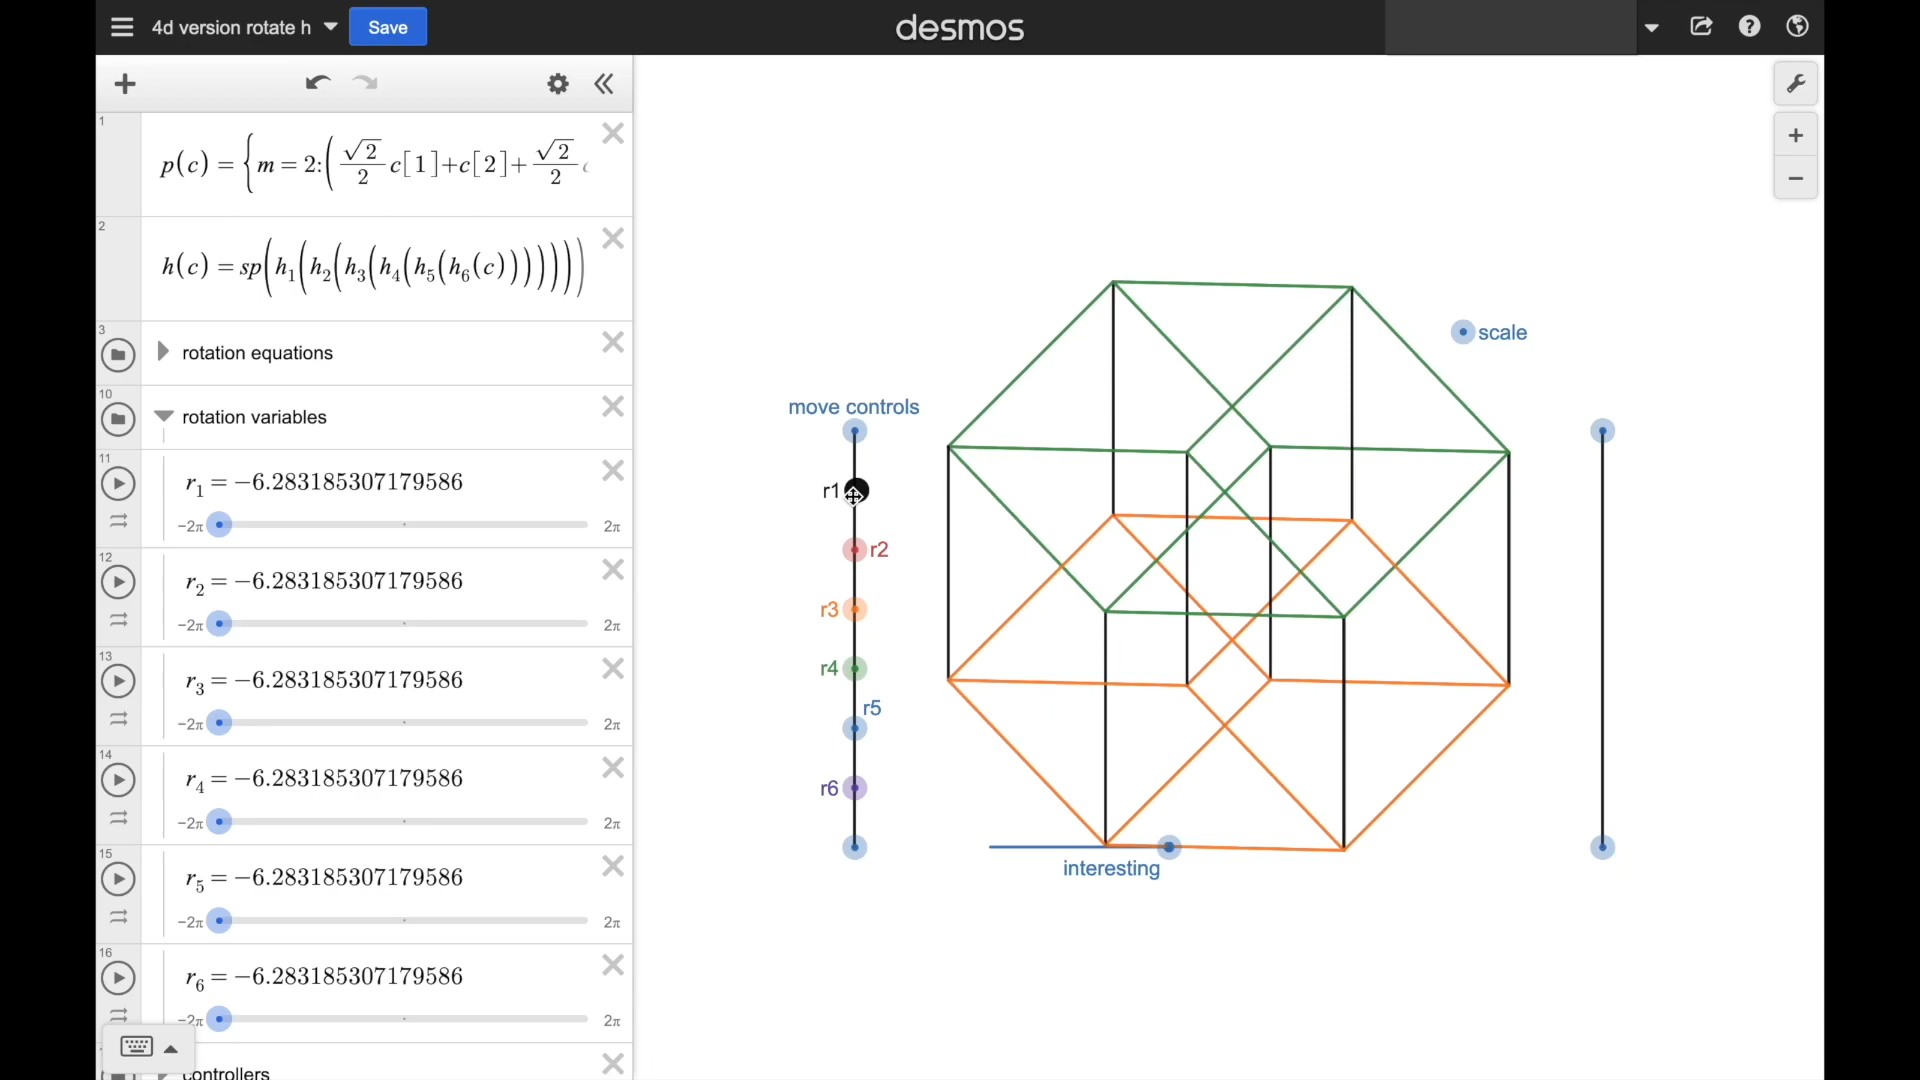 4d version rotate h
Save
desmos
1
p(c) = { m = 2:( √2/2 c[1]+c[2]+ √2/2 c
2
h(c) = sp(h₁(h₂(h₃(h₄(h₅(h₆(c)))))))
3
rotation equations
10
rotation variables
11
r₁ = −6.283185307179586
−2π 2π
12
r₂ = −6.283185307179586
−2π 2π
13
r₃ = −6.283185307179586
−2π 2π
14
r₄ = −6.283185307179586
−2π 2π
15
r₅ = −6.283185307179586
−2π 2π
16
r₆ = −6.283185307179586
−2π 2π
controllers
move controls
r1
r2
r3
r4
r5
r6
scale
interesting